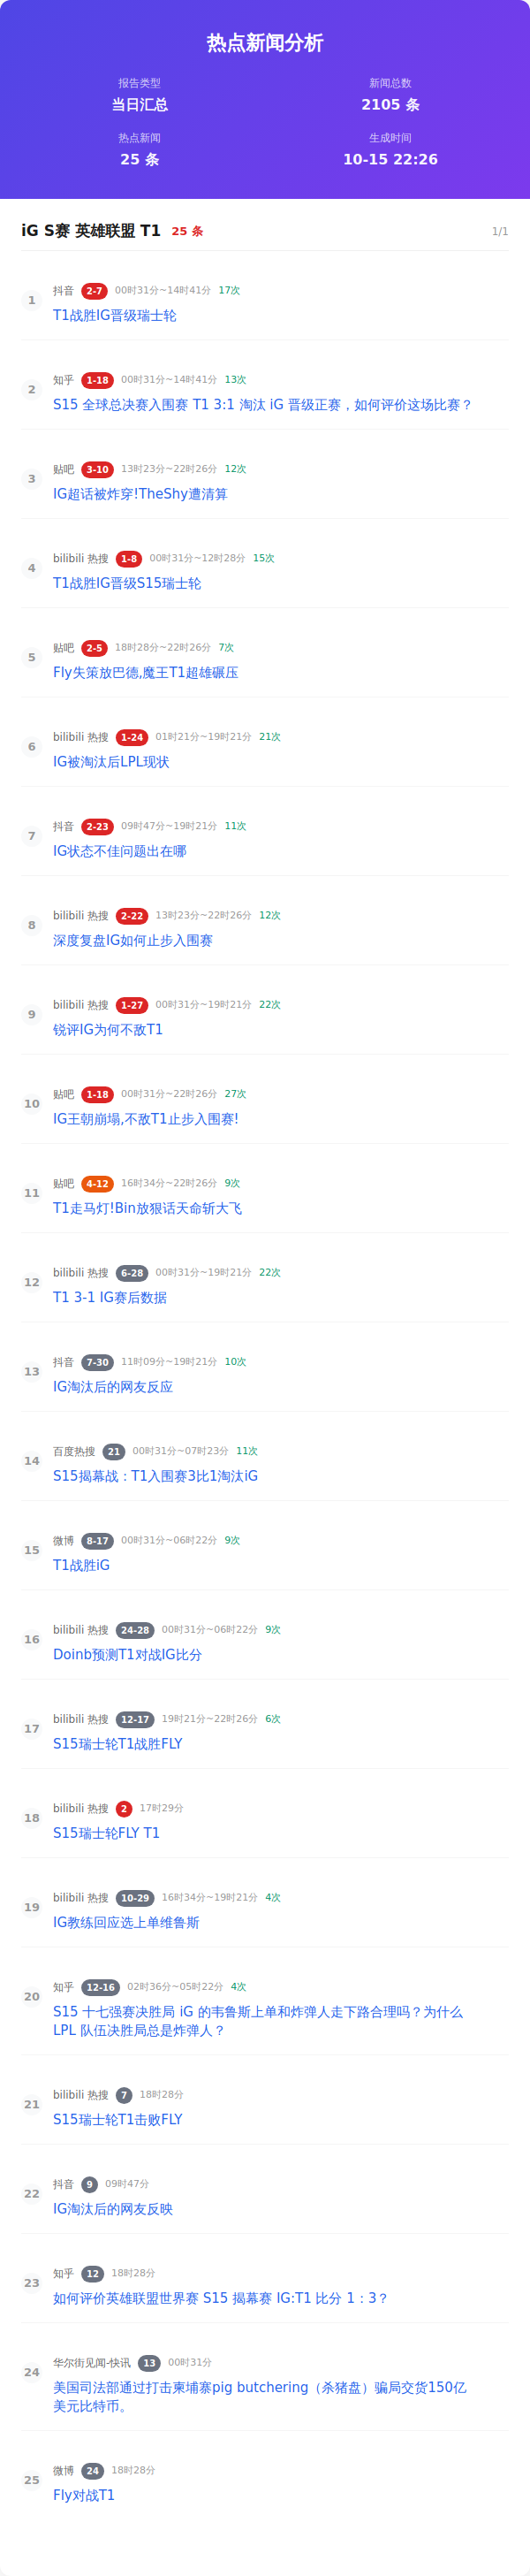 热点新闻分析
报告类型
当日汇总
新闻总数
2105 条
热点新闻
25 条
生成时间
10-15 22:26
iG S赛 英雄联盟 T1 25 条 1/1
1
抖音 2-7 00时31分~14时41分 17次
T1战胜IG晋级瑞士轮
2
知乎 1-18 00时31分~14时41分 13次
S15 全球总决赛入围赛 T1 3:1 淘汰 iG 晋级正赛，如何评价这场比赛？
3
贴吧 3-10 13时23分~22时26分 12次
IG超话被炸穿!TheShy遭清算
4
bilibili 热搜 1-8 00时31分~12时28分 15次
T1战胜IG晋级S15瑞士轮
5
贴吧 2-5 18时28分~22时26分 7次
Fly失策放巴德,魔王T1超雄碾压
6
bilibili 热搜 1-24 01时21分~19时21分 21次
IG被淘汰后LPL现状
7
抖音 2-23 09时47分~19时21分 11次
IG状态不佳问题出在哪
8
bilibili 热搜 2-22 13时23分~22时26分 12次
深度复盘IG如何止步入围赛
9
bilibili 热搜 1-27 00时31分~19时21分 22次
锐评IG为何不敌T1
10
贴吧 1-18 00时31分~22时26分 27次
IG王朝崩塌,不敌T1止步入围赛!
11
贴吧 4-12 16时34分~22时26分 9次
T1走马灯!Bin放狠话天命斩大飞
12
bilibili 热搜 6-28 00时31分~19时21分 22次
T1 3-1 IG赛后数据
13
抖音 7-30 11时09分~19时21分 10次
IG淘汰后的网友反应
14
百度热搜 21 00时31分~07时23分 11次
S15揭幕战：T1入围赛3比1淘汰iG
15
微博 8-17 00时31分~06时22分 9次
T1战胜iG
16
bilibili 热搜 24-28 00时31分~06时22分 9次
Doinb预测T1对战IG比分
17
bilibili 热搜 12-17 19时21分~22时26分 6次
S15瑞士轮T1战胜FLY
18
bilibili 热搜 2 17时29分
S15瑞士轮FLY T1
19
bilibili 热搜 10-29 16时34分~19时21分 4次
IG教练回应选上单维鲁斯
20
知乎 12-16 02时36分~05时22分 4次
S15 十七强赛决胜局 iG 的韦鲁斯上单和炸弹人走下路合理吗？为什么
LPL 队伍决胜局总是炸弹人？
21
bilibili 热搜 7 18时28分
S15瑞士轮T1击败FLY
22
抖音 9 09时47分
IG淘汰后的网友反映
23
知乎 12 18时28分
如何评价英雄联盟世界赛 S15 揭幕赛 IG:T1 比分 1：3？
24
华尔街见闻-快讯 13 00时31分
美国司法部通过打击柬埔寨pig butchering（杀猪盘）骗局交货150亿
美元比特币。
25
微博 24 18时28分
Fly对战T1